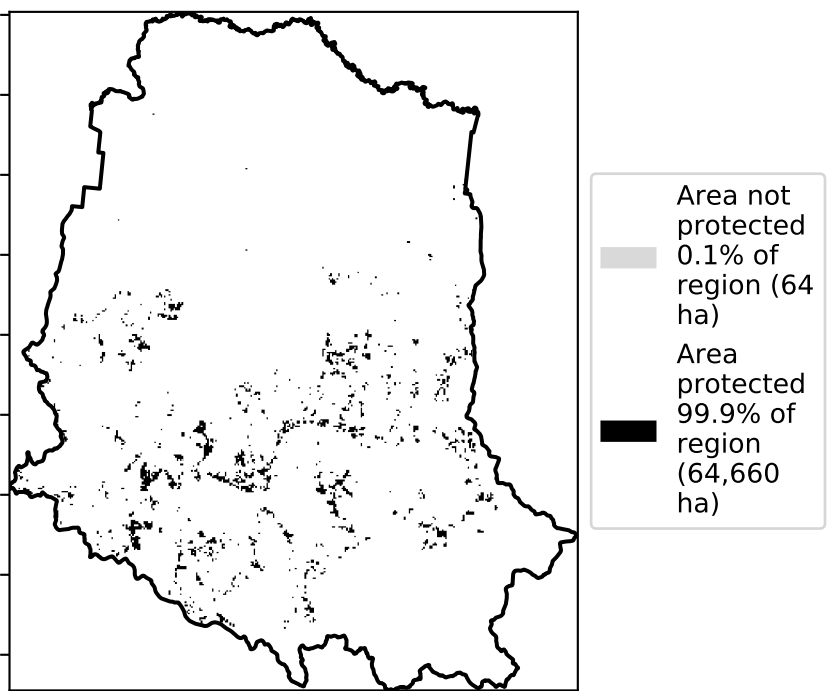 Area not
protected
0.1% of
region (64
ha)
Area
protected
99.9% of
region
(64,660
ha)